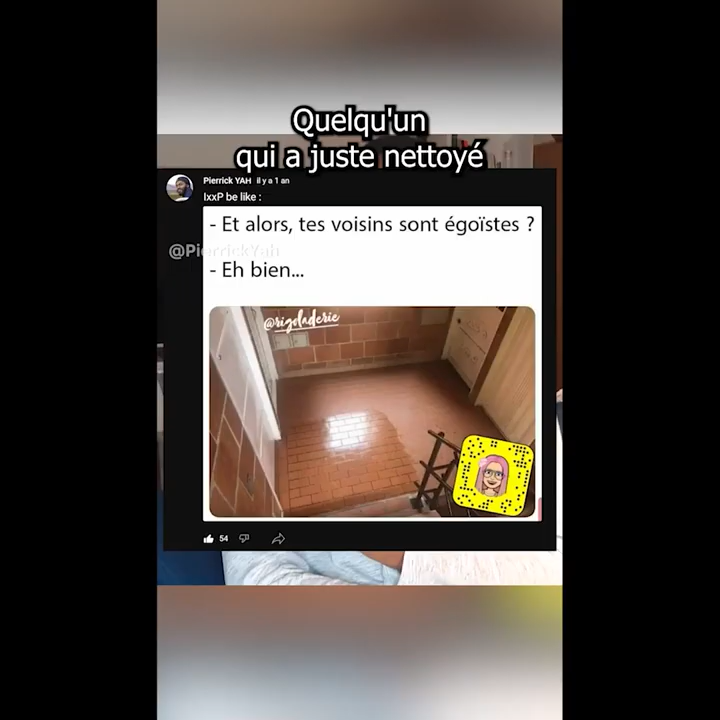 Quelqu'un
qui a juste nettoyé
Pierrick YAH il y a 1 an
IxxP be like :
- Et alors, tes voisins sont égoïstes ?
@PierrickYah
- Eh bien...
@rigoladerie
54